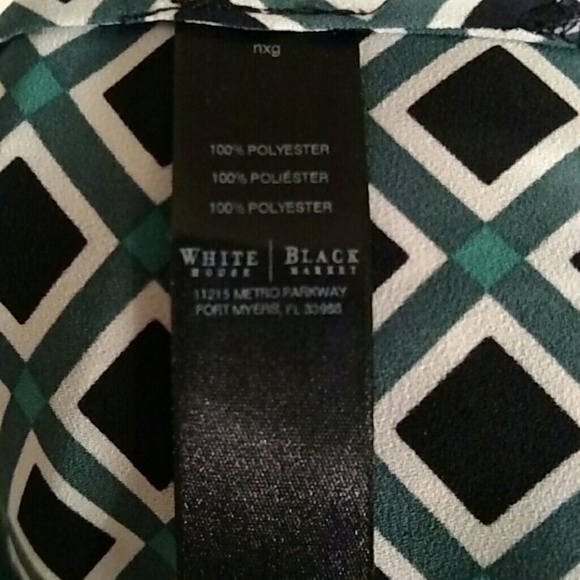 nxg
100% POLYESTER
100% POLIÉSTER
100% POLYESTER
WHITE | BLACK
HOUSE | MARKET
11215 METRO PARKWAY
FORT MYERS, FL 33966